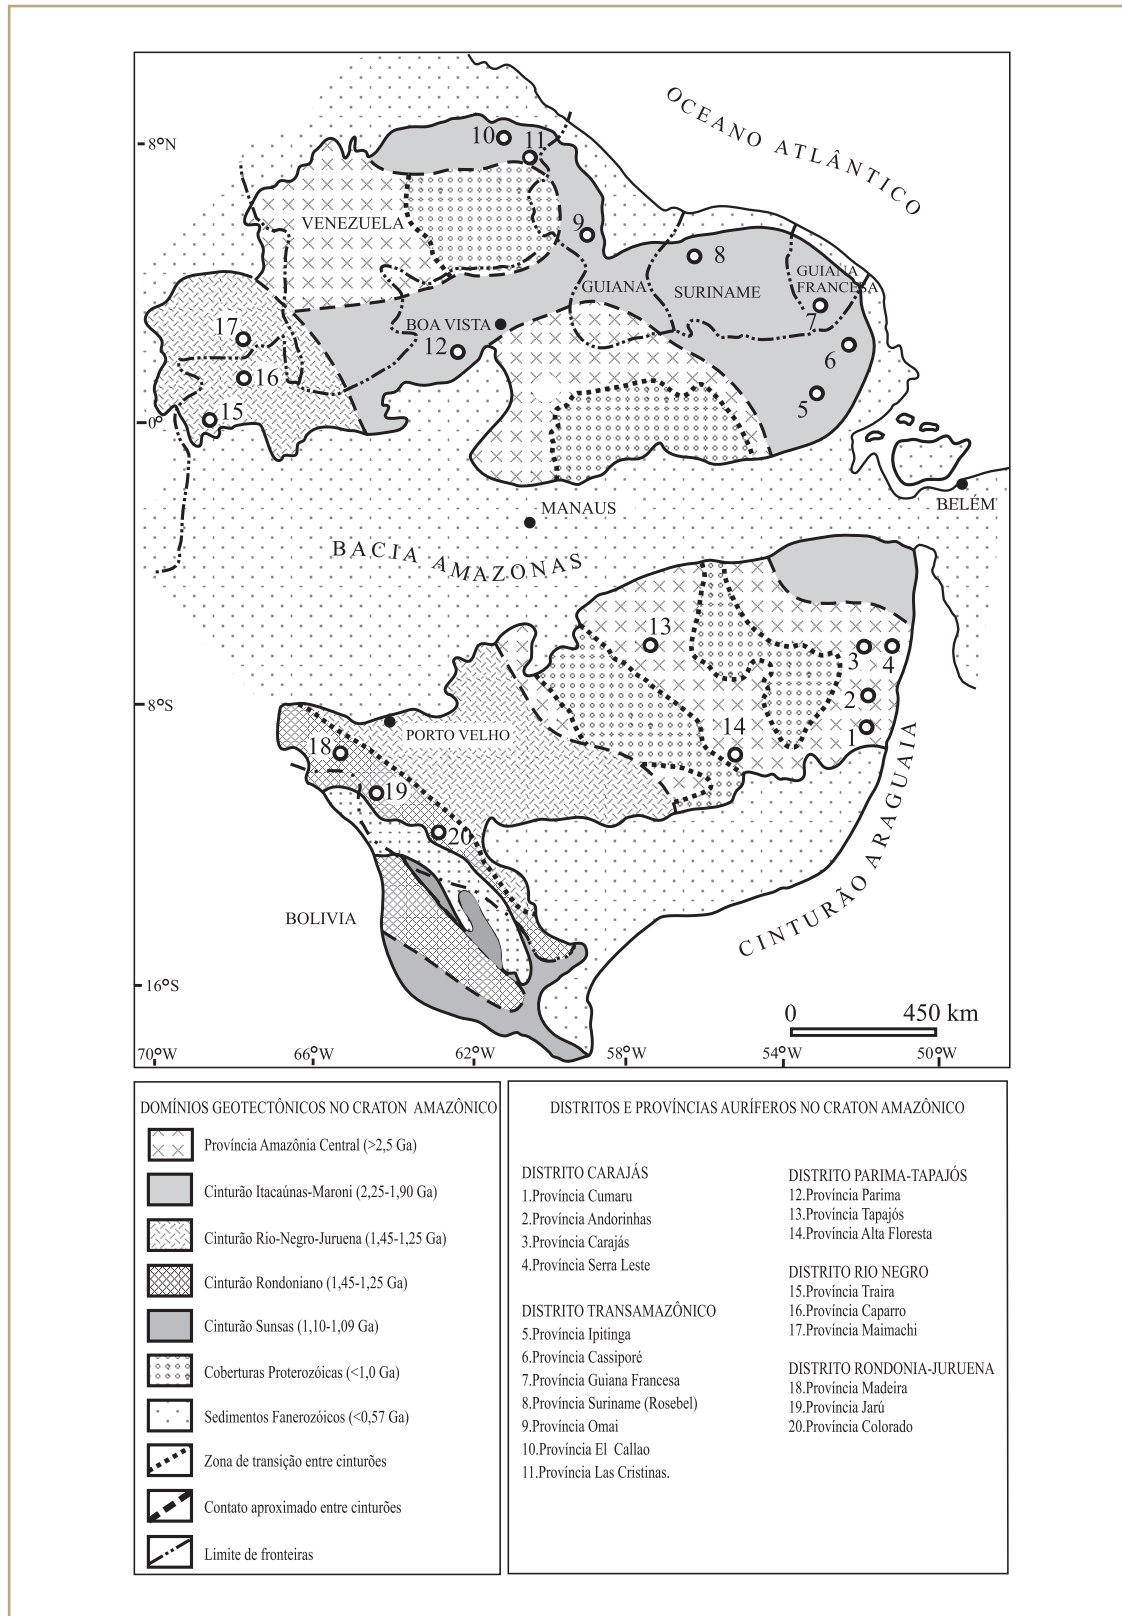 OCEANO ATLÂNTICO
8°N
10
11
VENEZUELA
9
8
GUIANA
FRANCESA
GUIANA
SURINAME
7
BOA VISTA
17
12
6
16
5
15
0°
BELÉM
MANAUS
BACIA AMAZONAS
13
3
4
2
8°S
14
1
PORTO VELHO
18
19
20
CINTURÃO ARAGUAIA
BOLIVIA
16°S
0
450 km
70°W
66°W
62°W
58°W
54°W
50°W
DOMÍNIOS GEOTECTÔNICOS NO CRATON AMAZÔNICO
Província Amazônia Central (>2,5 Ga)
Cinturão Itacaúnas-Maroni (2,25-1,90 Ga)
Cinturão Rio-Negro-Juruena (1,45-1,25 Ga)
Cinturão Rondoniano (1,45-1,25 Ga)
Cinturão Sunsas (1,10-1,09 Ga)
Coberturas Proterozóicas (<1,0 Ga)
Sedimentos Fanerozóicos (<0,57 Ga)
Zona de transição entre cinturões
Contato aproximado entre cinturões
Limite de fronteiras
DISTRITOS E PROVÍNCIAS AURÍFEROS NO CRATON AMAZÔNICO
DISTRITO CARAJÁS
1.Província Cumaru
2.Província Andorinhas
3.Província Carajás
4.Província Serra Leste
DISTRITO TRANSAMAZÔNICO
5.Província Ipitinga
6.Província Cassiporé
7.Província Guiana Francesa
8.Província Suriname (Rosebel)
9.Província Omai
10.Província El Callao
11.Província Las Cristinas.
DISTRITO PARIMA-TAPAJÓS
12.Província Parima
13.Província Tapajós
14.Província Alta Floresta
DISTRITO RIO NEGRO
15.Província Traira
16.Província Caparro
17.Província Maimachi
DISTRITO RONDONIA-JURUENA
18.Província Madeira
19.Província Jarú
20.Província Colorado